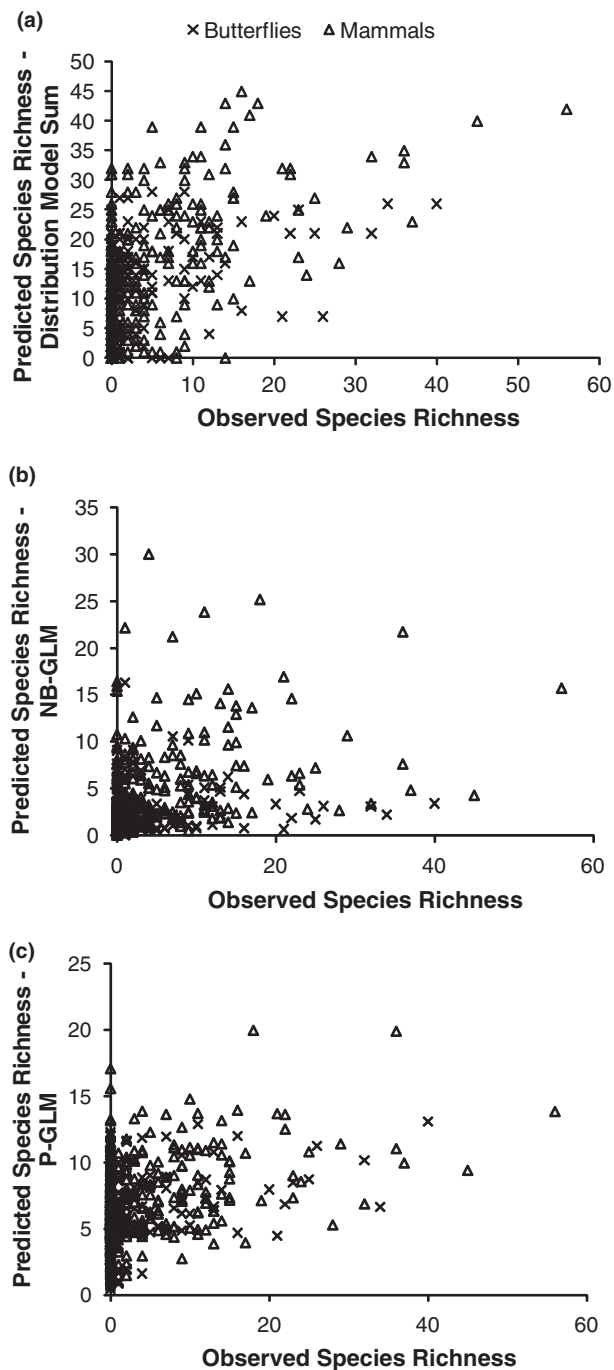 (a)
× Butterflies △ Mammals
Predicted Species Richness -
Distribution Model Sum
50
45
40
35
30
25
20
15
10
5
0
0 10 20 30 40 50 60
Observed Species Richness
(b)
Predicted Species Richness -
NB-GLM
35
30
25
20
15
10
5
0
0 20 40 60
Observed Species Richness
(c)
Predicted Species Richness -
P-GLM
25
20
15
10
5
0
0 20 40 60
Observed Species Richness